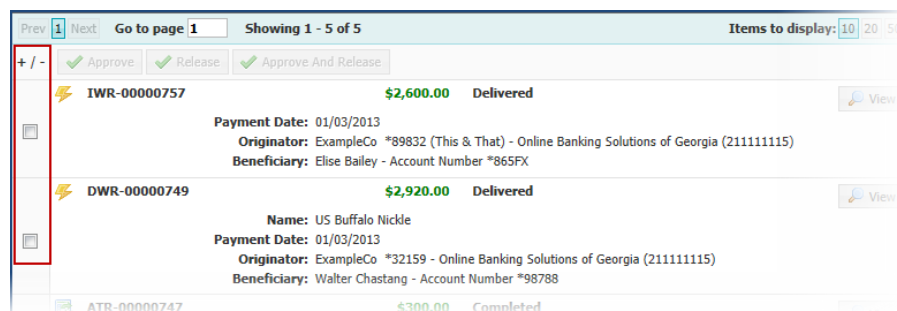 Prev 1 Next Go to page 1 Showing 1 - 5 of 5 Items to display: 10 20 50
+ / - Approve Release Approve And Release
IWR-00000757 $2,600.00 Delivered View
Payment Date: 01/03/2013
Originator: ExampleCo *89832 (This & That) - Online Banking Solutions of Georgia (211111115)
Beneficiary: Elise Bailey - Account Number *865FX
DWR-00000749 $2,920.00 Delivered View
Name: US Buffalo Nickle
Payment Date: 01/03/2013
Originator: ExampleCo *32159 - Online Banking Solutions of Georgia (211111115)
Beneficiary: Walter Chastang - Account Number *98788
ATR-00000747 $300.00 Completed